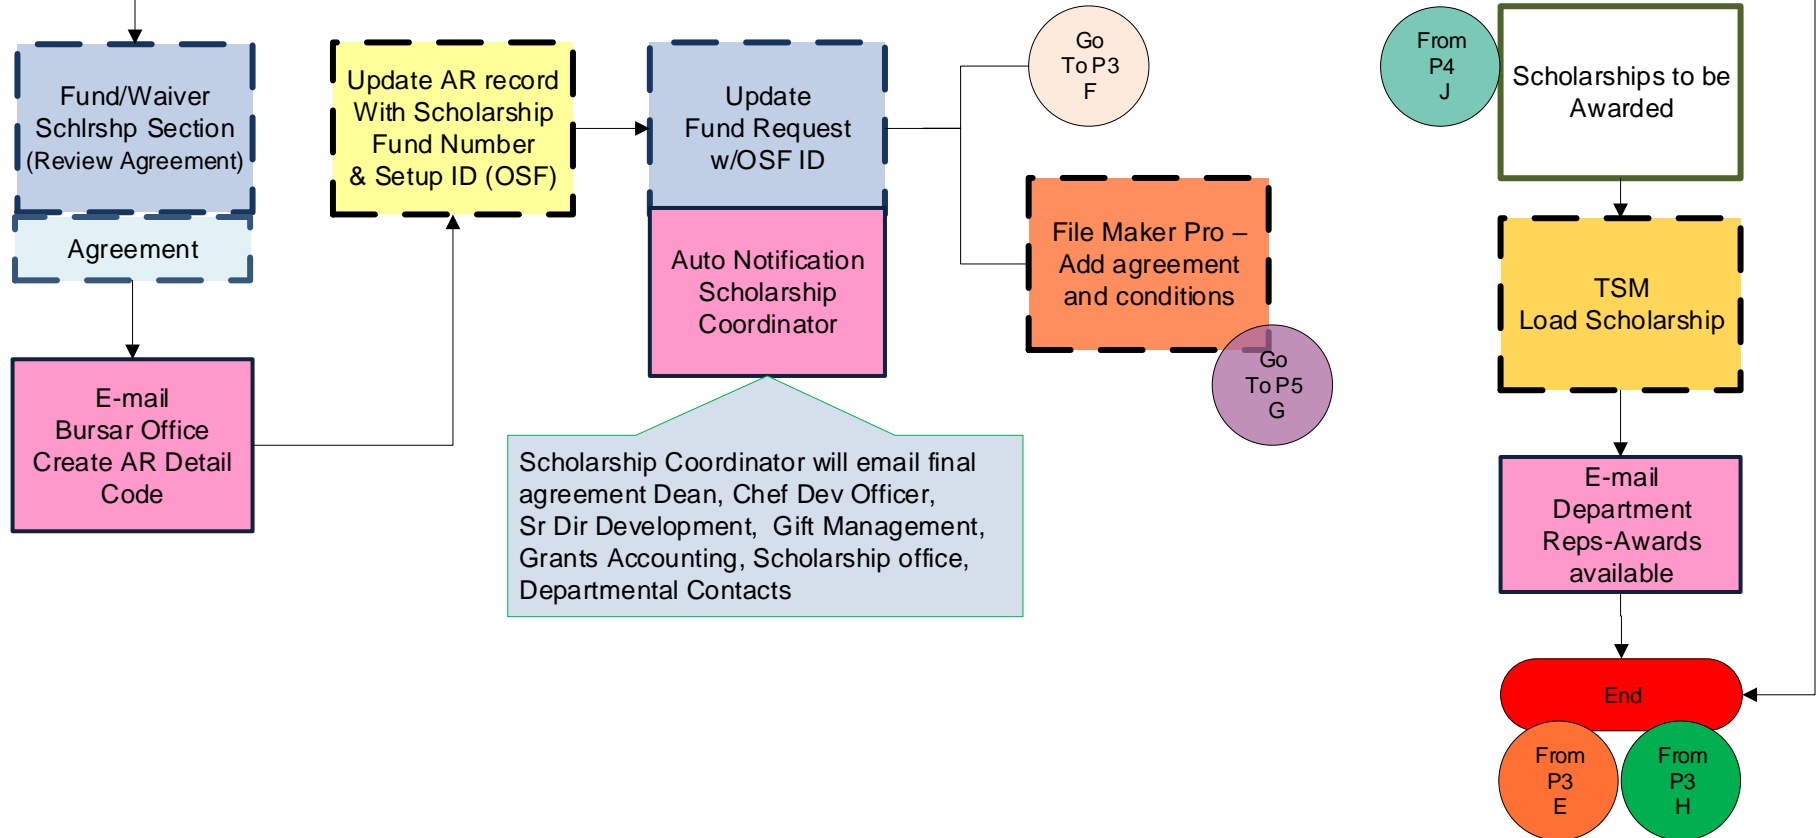 Fund/Waiver
Schlrshp Section
(Review Agreement)
Agreement
E-mail
Bursar Office
Create AR Detail
Code
Update AR record
With Scholarship
Fund Number
& Setup ID (OSF)
Update
Fund Request
w/OSF ID
Auto Notification
Scholarship
Coordinator
Scholarship Coordinator will email final
agreement Dean, Chef Dev Officer,
Sr Dir Development, Gift Management,
Grants Accounting, Scholarship office,
Departmental Contacts
Go
To P3
F
File Maker Pro –
Add agreement
and conditions
Go
To P5
G
From
P4
J
Scholarships to be
Awarded
TSM
Load Scholarship
E-mail
Department
Reps-Awards
available
End
From
P3
E
From
P3
H